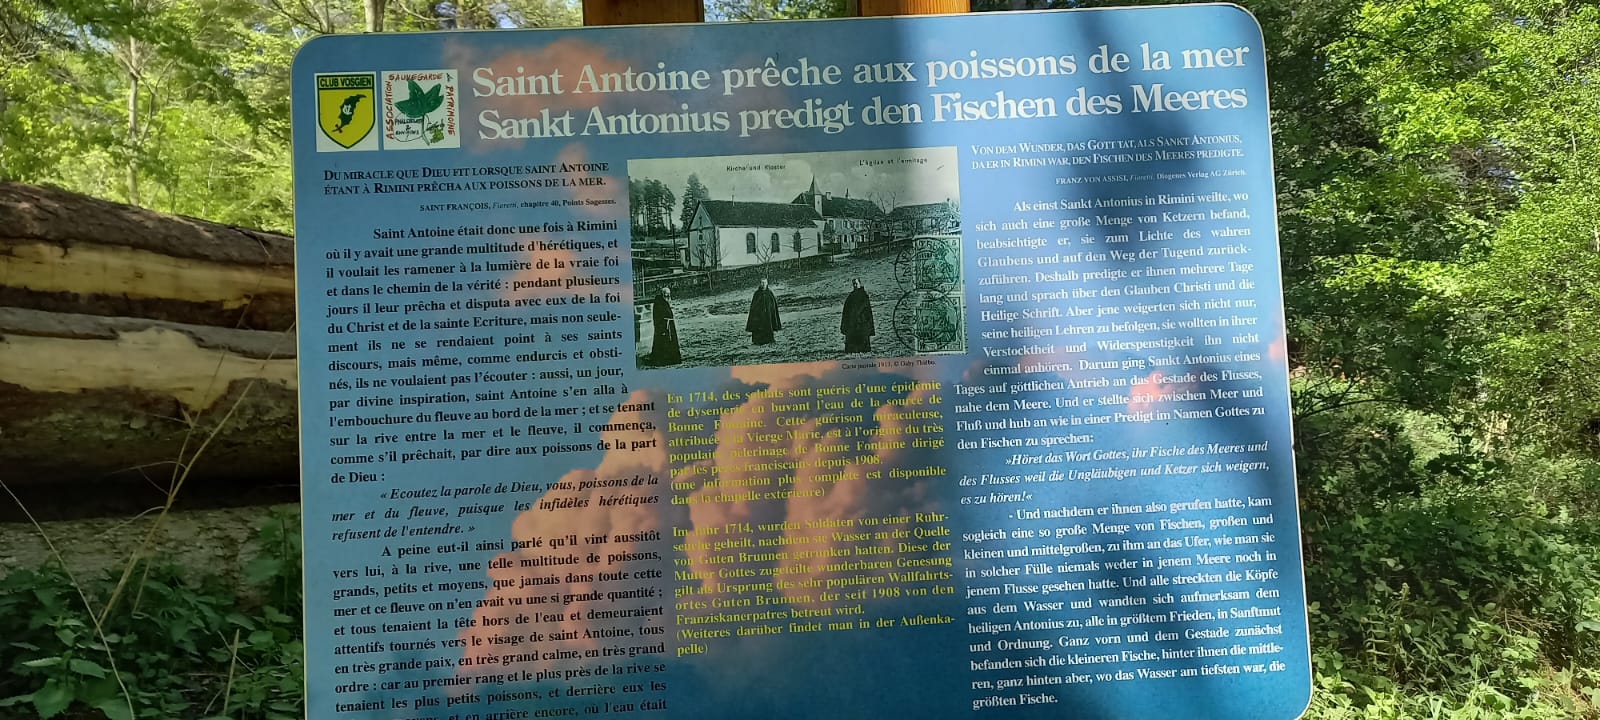 CLUB VOSGIEN
ASSOCIATION SAUVEGARDE PATRIMOINE
Saint Antoine prêche aux poissons de la mer
Sankt Antonius predigt den Fischen des Meeres
DU MIRACLE QUE DIEU FIT LORSQUE SAINT ANTOINE
ÉTANT À RIMINI PRÊCHA AUX POISSONS DE LA MER.
SAINT FRANÇOIS, Fioretti, chapitre 40, Points Sagesses.
Saint Antoine était donc une fois à Rimini
où il y avait une grande multitude d'hérétiques, et
il voulait les ramener à la lumière de la vraie foi
et dans le chemin de la vérité : pendant plusieurs
jours il leur prêcha et disputa avec eux de la foi
du Christ et de la sainte Ecriture, mais non seule-
ment ils ne se rendaient point à ses saints
discours, mais même, comme endurcis et obsti-
nés, ils ne voulaient pas l'écouter : aussi, un jour,
par divine inspiration, saint Antoine s'en alla à
l'embouchure du fleuve au bord de la mer ; et se tenant
sur la rive entre la mer et le fleuve, il commença,
comme s'il prêchait, par dire aux poissons de la part
de Dieu :
« Ecoutez la parole de Dieu, vous, poissons de la
mer et du fleuve, puisque les infidèles hérétiques
refusent de l'entendre. »
A peine eut-il ainsi parlé qu'il vint aussitôt
vers lui, à la rive, une telle multitude de poissons,
grands, petits et moyens, que jamais dans toute cette
mer et ce fleuve on n'en avait vu une si grande quantité ;
et tous tenaient la tête hors de l'eau et demeuraient
attentifs tournés vers le visage de saint Antoine, tous
en très grande paix, en très grand calme, en très grand
ordre : car au premier rang et le plus près de la rive se
tenaient les plus petits poissons, et derrière eux les
et en arrière encore, où l'eau était
Kirche und Kloster
L'église et l'ermitage
Carte postale 1913, © Gaby Thiébo.
En 1714, des soldats sont guéris d'une épidémie
de dysenterie en buvant l'eau de la source de
Bonne Fontaine. Cette guérison miraculeuse,
attribuée à la Vierge Marie, est à l'origine du très
populaire pèlerinage de Bonne Fontaine dirigé
par les pères franciscains depuis 1908.
(une information plus complète est disponible
dans la chapelle extérieure)
Im Jahr 1714, wurden Soldaten von einer Ruhr-
seuche geheilt, nachdem sie Wasser an der Quelle
von Guten Brunnen getrunken hatten. Diese der
Mutter Gottes zugeteilte wunderbaren Genesung
gilt als Ursprung des sehr populären Wallfahrts-
ortes Guten Brunnen, der seit 1908 von den
Franziskanerpatres betreut wird.
(Weiteres darüber findet man in der Außenka-
pelle)
VON DEM WUNDER, DAS GOTT TAT, ALS SANKT ANTONIUS,
DA ER IN RIMINI WAR, DEN FISCHEN DES MEERES PREDIGTE.
FRANZ VON ASSISI, Fioretti, Diogenes Verlag AG Zürich.
Als einst Sankt Antonius in Rimini weilte, wo
sich auch eine große Menge von Ketzern befand,
beabsichtigte er, sie zum Lichte des wahren
Glaubens und auf den Weg der Tugend zurück-
zuführen. Deshalb predigte er ihnen mehrere Tage
lang und sprach über den Glauben Christi und die
Heilige Schrift. Aber jene weigerten sich nicht nur,
seine heiligen Lehren zu befolgen, sie wollten in ihrer
Verstocktheit und Widerspenstigkeit ihn nicht
einmal anhören. Darum ging Sankt Antonius eines
Tages auf göttlichen Antrieb an das Gestade des Flusses,
nahe dem Meere. Und er stellte sich zwischen Meer und
Fluß und hub an wie in einer Predigt im Namen Gottes zu
den Fischen zu sprechen:
»Höret das Wort Gottes, ihr Fische des Meeres und
des Flusses weil die Ungläubigen und Ketzer sich weigern,
es zu hören!«
- Und nachdem er ihnen also gerufen hatte, kam
sogleich eine so große Menge von Fischen, großen und
kleinen und mittelgroßen, zu ihm an das Ufer, wie man sie
in solcher Fülle niemals weder in jenem Meere noch in
jenem Flusse gesehen hatte. Und alle streckten die Köpfe
aus dem Wasser und wandten sich aufmerksam dem
heiligen Antonius zu, alle in größtem Frieden, in Sanftmut
und Ordnung. Ganz vorn und dem Gestade zunächst
befanden sich die kleineren Fische, hinter ihnen die mittle-
ren, ganz hinten aber, wo das Wasser am tiefsten war, die
größten Fische.